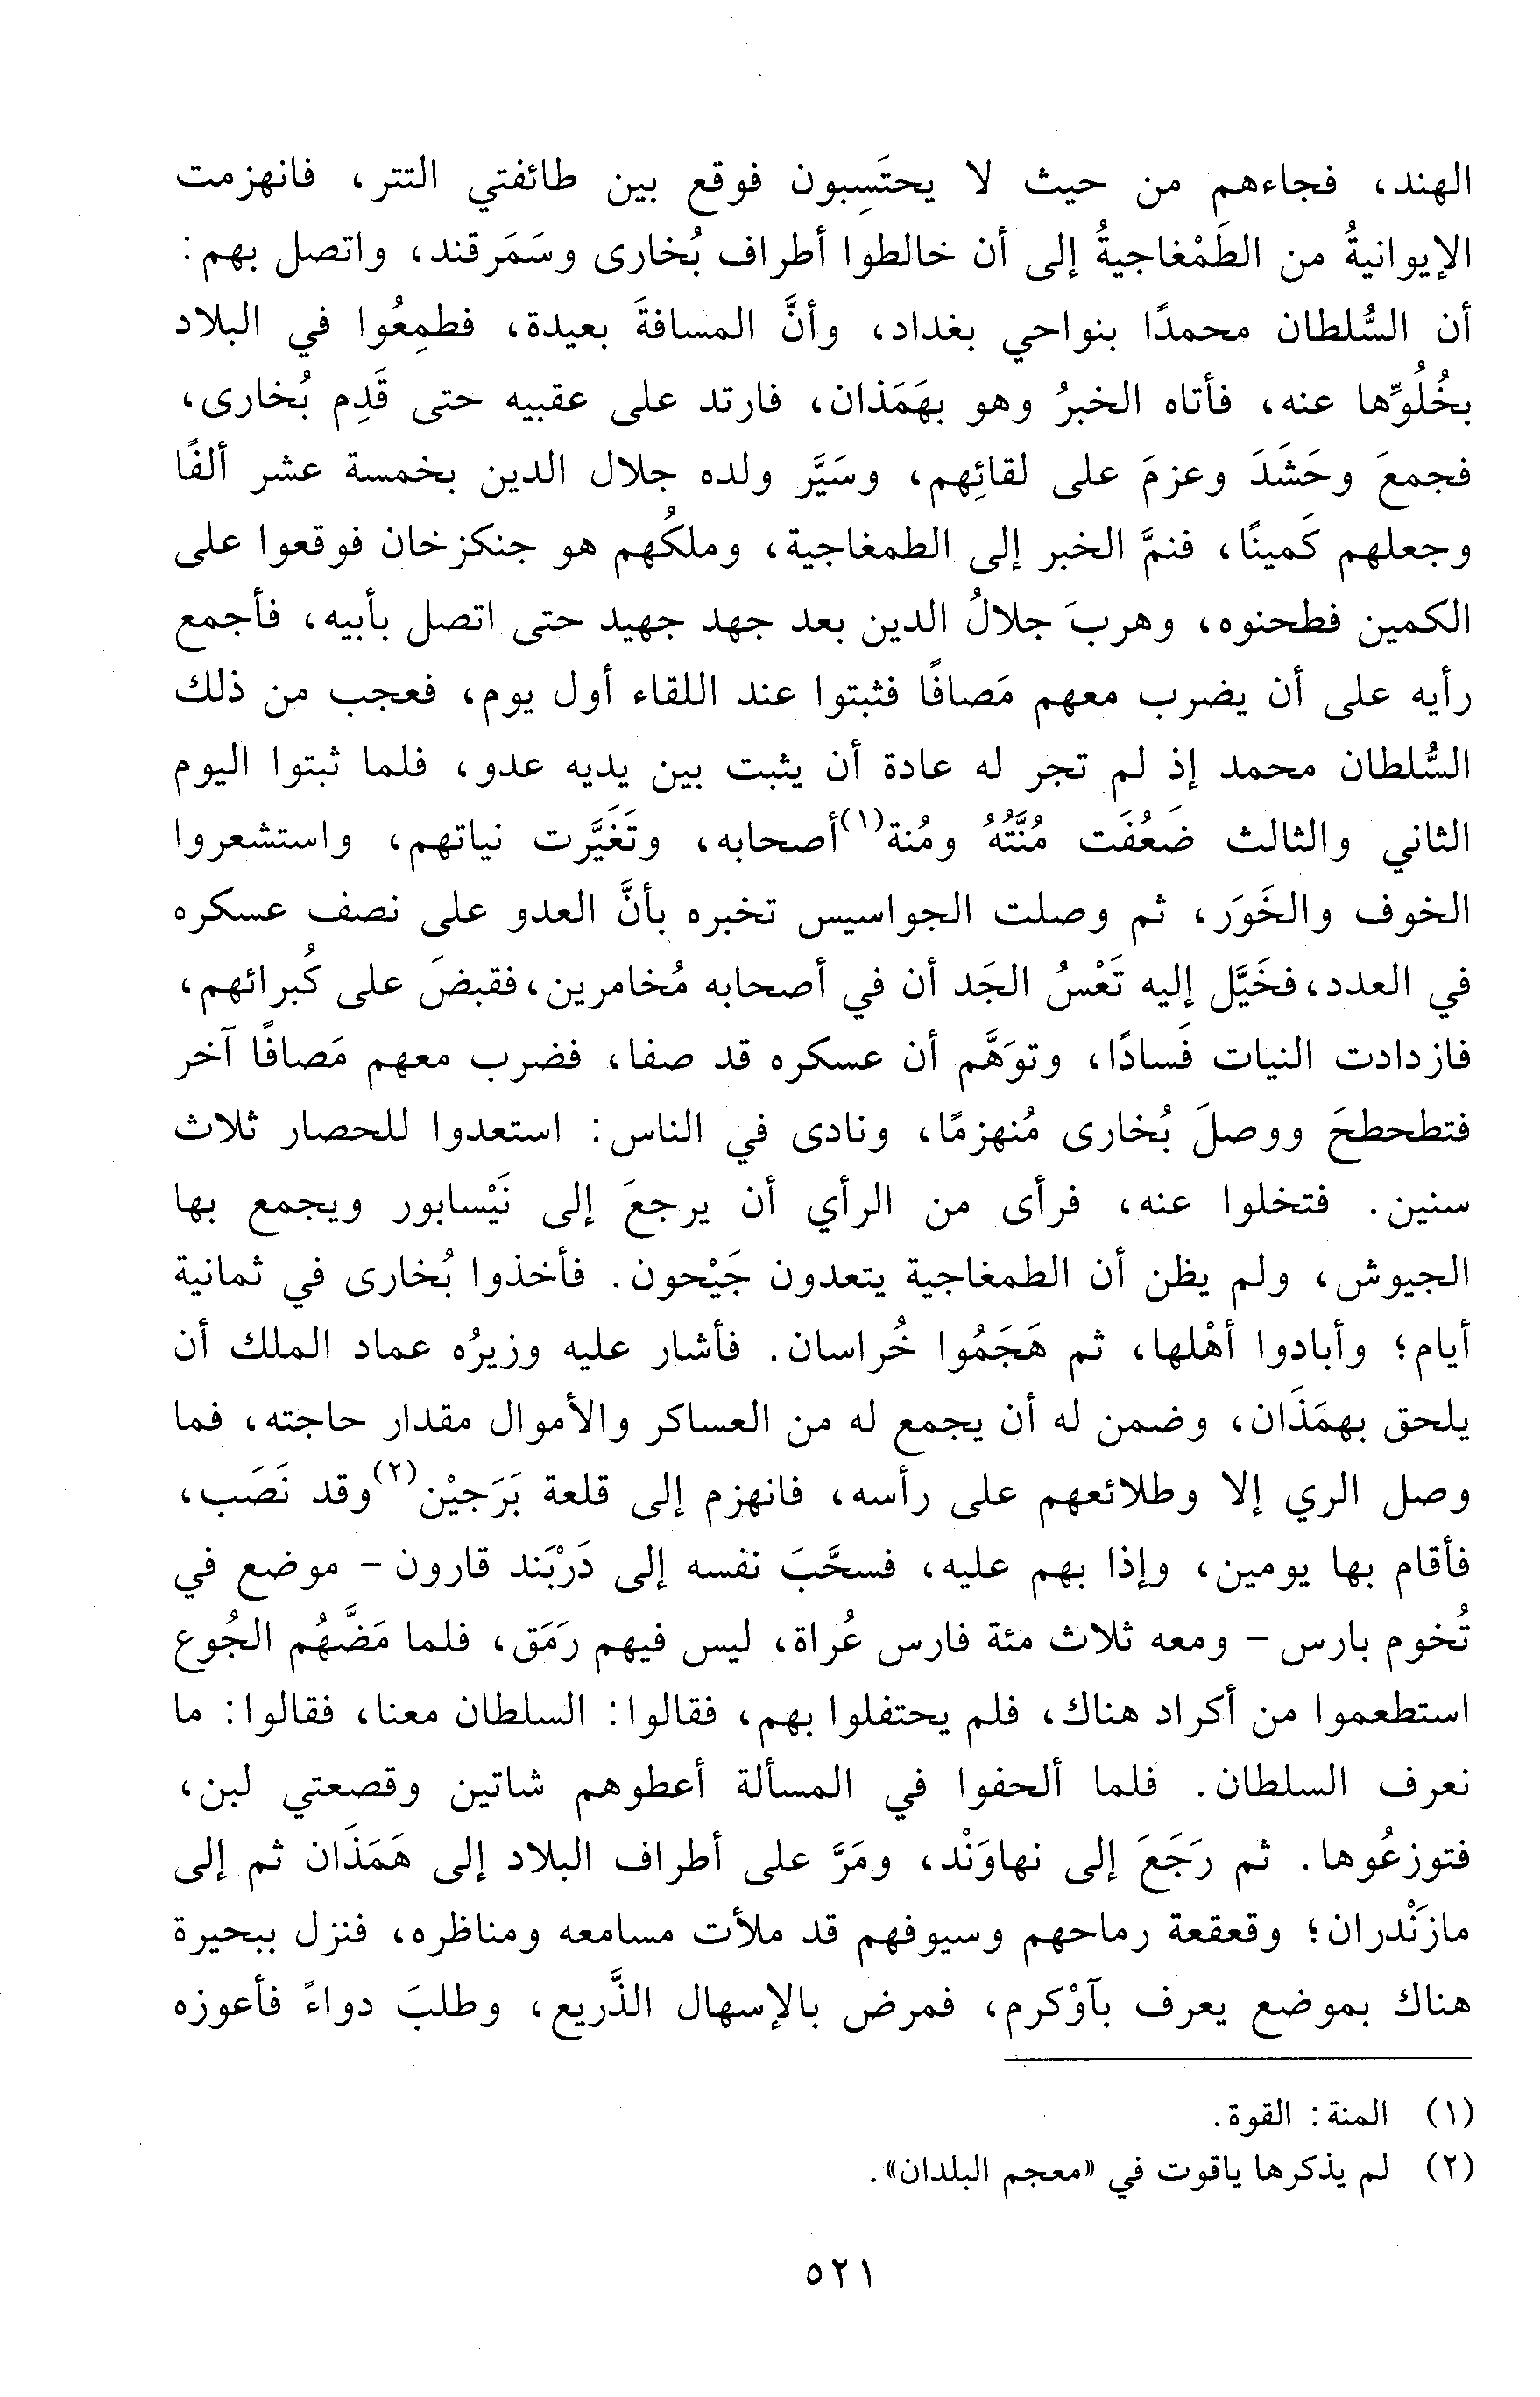 الهند، فجاءهم من حيث لا يحتَسِبون فوقع بين طائفتي التتر، فانهزمت
الإيوانيةُ من الطَمْغاجيةُ إلى أن خالطوا أطراف بُخارى وسَمَرقند، واتصل بهم:
أن السُّلطان محمدًا بنواحي بغداد، وأنَّ المسافةَ بعيدة، فطمِعُوا في البلاد
بخُلُوِّها عنه، فأتاه الخبرُ وهو بهَمَذان، فارتد على عقبيه حتى قَدِم بُخارى،
فجمعَ وحَشَدَ وعزمَ على لقائِهم، وسَيَّر ولده جلال الدين بخمسة عشر ألفًا
وجعلهم كَمينًا، فنمَّ الخبر إلى الطمغاجية، وملكُهم هو جنكزخان فوقعوا على
الكمين فطحنوه، وهربَ جلالُ الدين بعد جهد جهيد حتى اتصل بأبيه، فأجمع
رأيه على أن يضرب معهم مَصافًا فثبتوا عند اللقاء أول يوم، فعجب من ذلك
السُّلطان محمد إذ لم تجر له عادة أن يثبت بين يديه عدو، فلما ثبتوا اليوم
الثاني والثالث ضَعُفَت مُنَّتُهُ ومُنة(١) أصحابه، وتَغَيَّرت نياتهم، واستشعروا
الخوف والخَوَر، ثم وصلت الجواسيس تخبره بأنَّ العدو على نصف عسكره
في العدد، فخَيَّل إليه تَعْسُ الجَد أن في أصحابه مُخامرين، فقبضَ على كُبرائهم،
فازدادت النيات فَسادًا، وتوَهَّم أن عسكره قد صفا، فضرب معهم مَصافًا آخر
فتطحطحَ ووصلَ بُخارى مُنهزمًا، ونادى في الناس: استعدوا للحصار ثلاث
سنين. فتخلوا عنه، فرأى من الرأي أن يرجعَ إلى نَيْسابور ويجمع بها
الجيوش، ولم يظن أن الطمغاجية يتعدون جَيْحون. فأخذوا بُخارى في ثمانية
أيام؛ وأبادوا أهْلها، ثم هَجَمُوا خُراسان. فأشار عليه وزيرُه عماد الملك أن
يلحق بهمَذَان، وضمن له أن يجمع له من العساكر والأموال مقدار حاجته، فما
وصل الري إلا وطلائعهم على رأسه، فانهزم إلى قلعة بَرَجيْن(٢) وقد نَصَب،
فأقام بها يومين، وإذا بهم عليه، فسحَّبَ نفسه إلى دَرْبَند قارون - موضع في
تُخوم بارس - ومعه ثلاث مئة فارس عُراة، ليس فيهم رَمَق، فلما مَضَّهُم الجُوع
استطعموا من أكراد هناك، فلم يحتفلوا بهم، فقالوا: السلطان معنا، فقالوا: ما
نعرف السلطان. فلما ألحفوا في المسألة أعطوهم شاتين وقصعتي لبن،
فتوزعُوها. ثم رَجَعَ إلى نهاوَنْد، ومَرَّ على أطراف البلاد إلى هَمَذَان ثم إلى
مازَنْدران؛ وقعقعة رماحهم وسيوفهم قد ملأت مسامعه ومناظره، فنزل ببحيرة
هناك بموضع يعرف بآوْكرم، فمرض بالإسهال الذَّريع، وطلبَ دواءً فأعوزه
(١) المنة: القوة.
(٢) لم يذكرها ياقوت في «معجم البلدان».
٥٢١